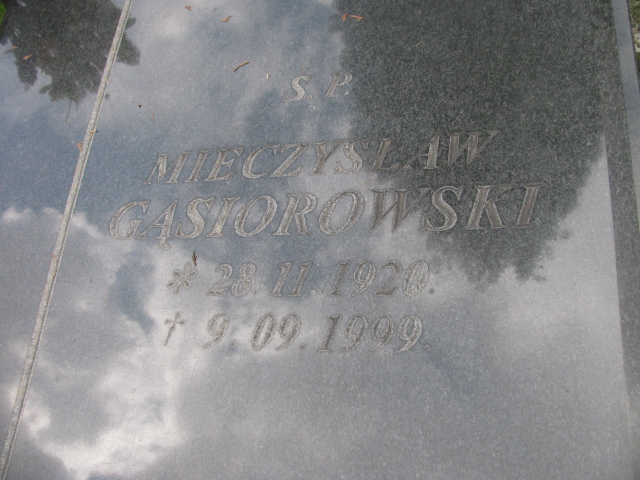 Ś P
MIECZYSŁAW
GĄSIOROWSKI
* 28.11.1920.
† 9.09.1999.